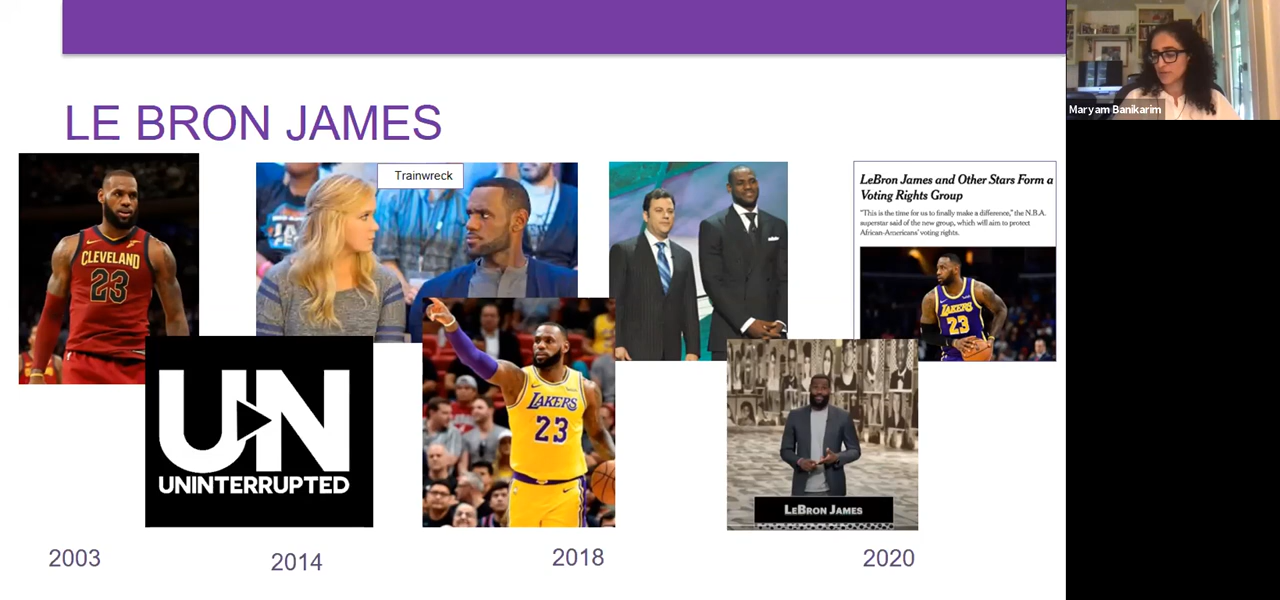 Maryam Banikarim
LE BRON JAMES
Trainwreck
LeBron James and Other Stars Form a
Voting Rights Group
"This is the time for us to finally make a difference," the N.B.A.
superstar said of the new group, which will aim to protect
African-Americans' voting rights.
CLEVELAND
23
LAKERS
23
UN
UNINTERRUPTED
LAKERS
23
LEBRON JAMES
2003
2014
2018
2020